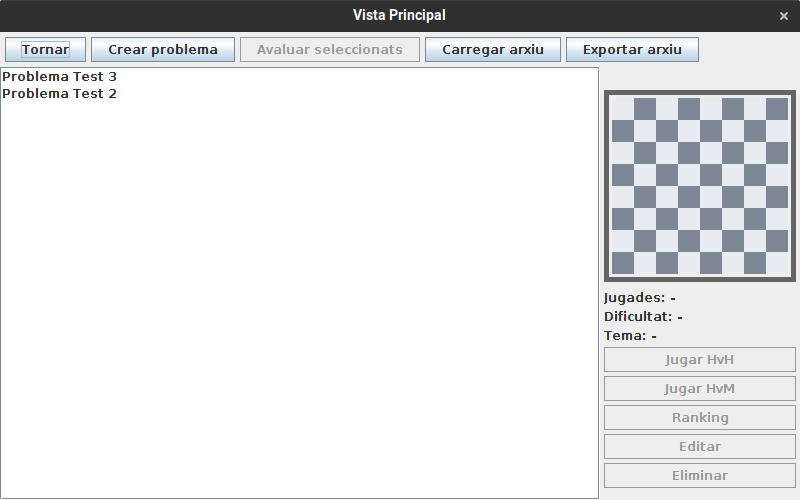 Vista Principal
Tornar Crear problema Avaluar seleccionats Carregar arxiu Exportar arxiu
Problema Test 3
Problema Test 2
Jugades: -
Dificultat: -
Tema: -
Jugar HvH
Jugar HvM
Ranking
Editar
Eliminar